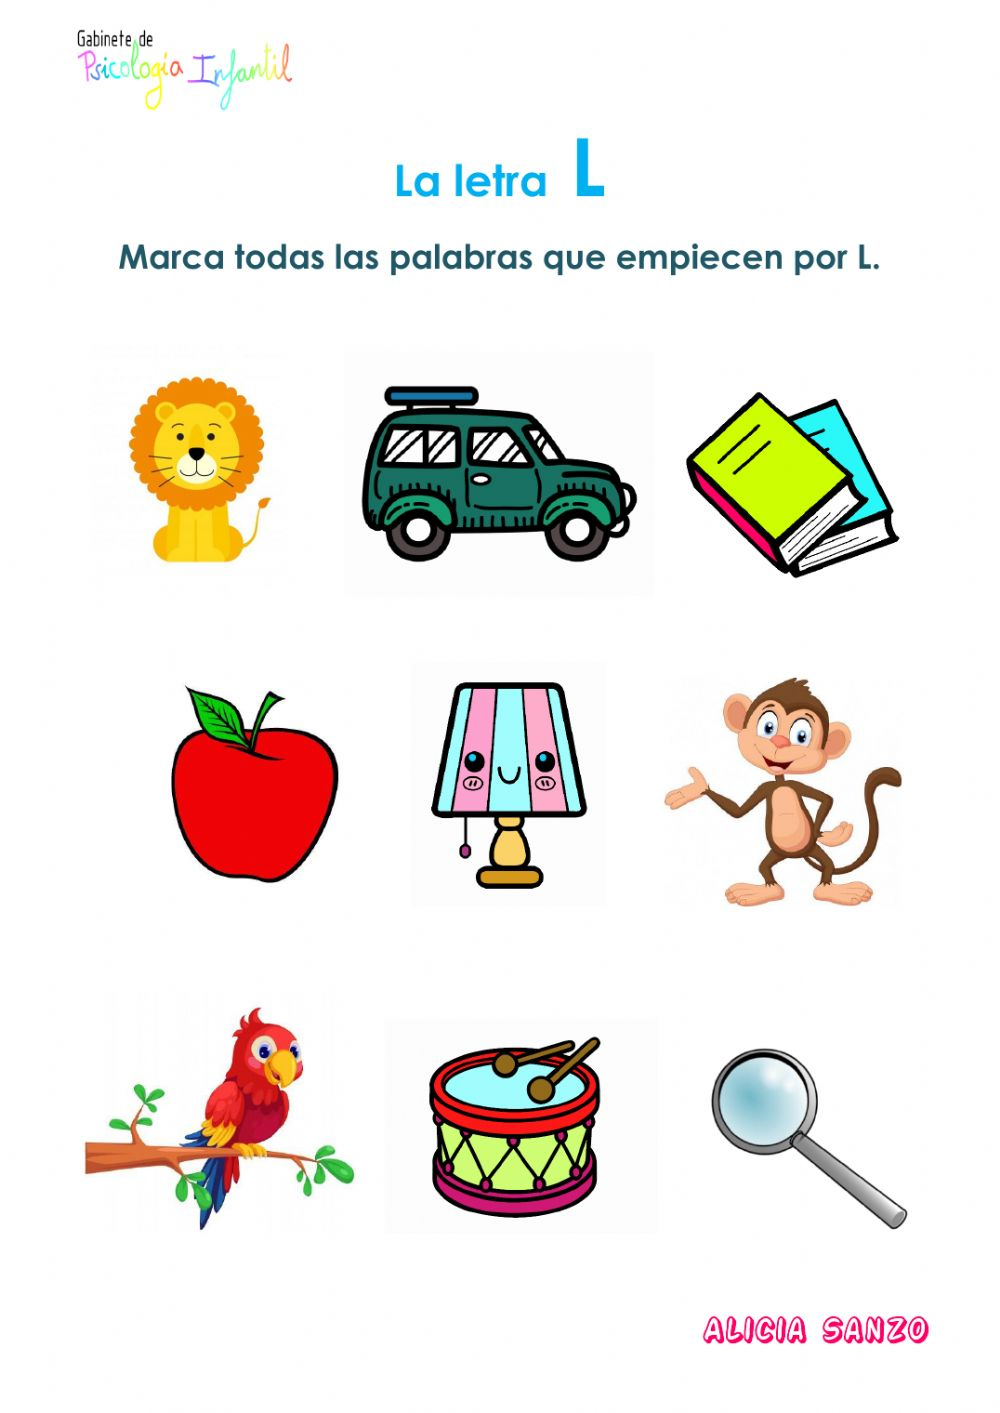 Gabinete de
Psicología Infantil
La letra L
Marca todas las palabras que empiecen por L.
ALICIA SANZO